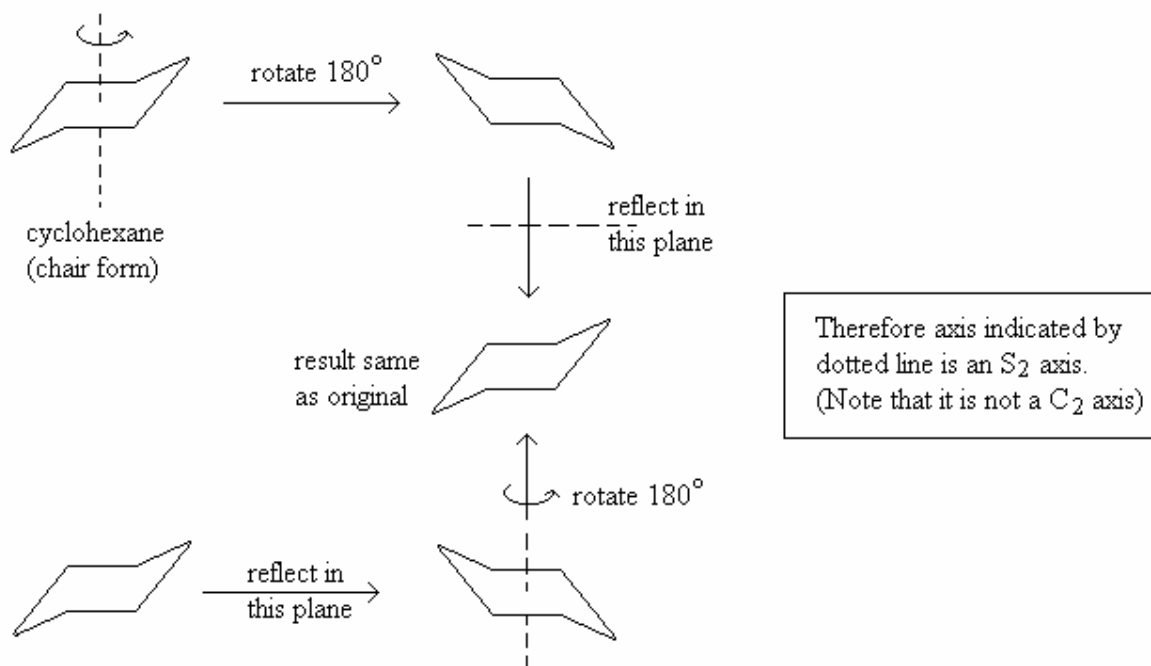 rotate 180°
cyclohexane
(chair form)
reflect in
this plane
result same
as original
Therefore axis indicated by
dotted line is an S₂ axis.
(Note that it is not a C₂ axis)
rotate 180°
reflect in
this plane